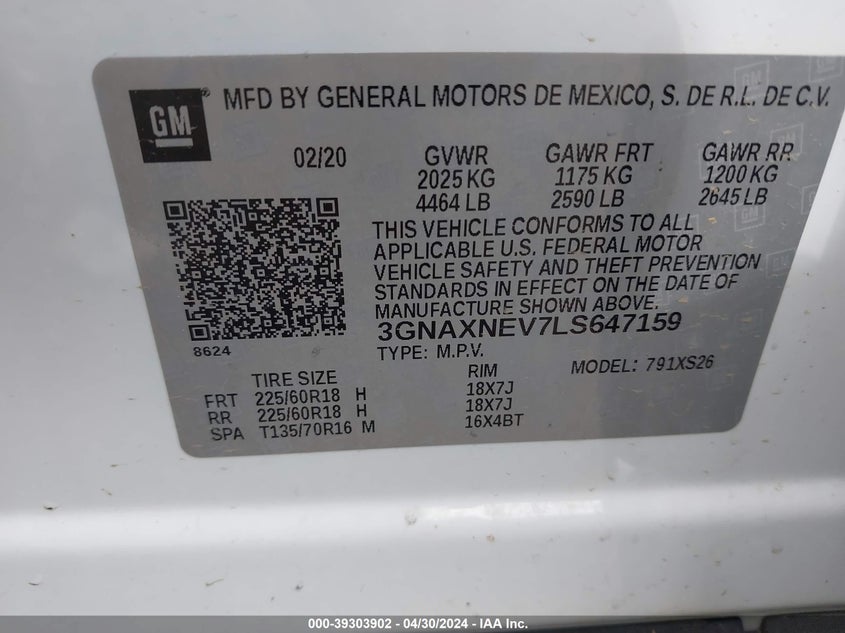 GM ® MFD BY GENERAL MOTORS DE MEXICO, S. DE R.L. DE C.V.
02/20 GVWR GAWR FRT GAWR RR
2025 KG 1175 KG 1200 KG
4464 LB 2590 LB 2645 LB
THIS VEHICLE CONFORMS TO ALL
APPLICABLE U.S. FEDERAL MOTOR
VEHICLE SAFETY AND THEFT PREVENTION
STANDARDS IN EFFECT ON THE DATE OF
MANUFACTURE SHOWN ABOVE.
3GNAXNEV7LS647159
8624 TYPE: M.P.V. MODEL: 791XS26
TIRE SIZE RIM
FRT 225/60R18 H 18X7J
RR 225/60R18 H 18X7J
SPA T135/70R16 M 16X4BT
000-39303902 - 04/30/2024 - IAA Inc.